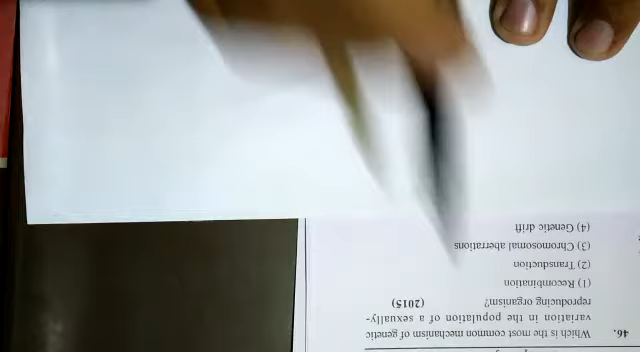 46. Which is the most common mechanism of genetic
variation in the population of a sexually-
reproducing organism? (2015)
(1) Recombination
(2) Transduction
(3) Chromosomal aberrations
(4) Genetic drift